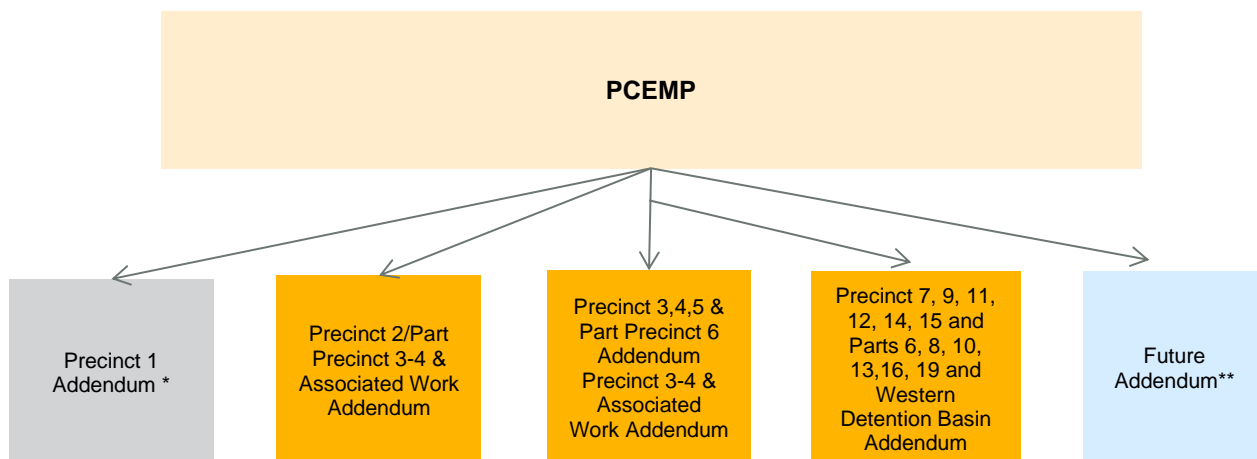 PCEMP
Precinct 1
Addendum *
Precinct 2/Part
Precinct 3-4 &
Associated Work
Addendum
Precinct 3,4,5 &
Part Precinct 6
Addendum
Precinct 3-4 &
Associated
Work Addendum
Precinct 7, 9, 11,
12, 14, 15 and
Parts 6, 8, 10,
13,16, 19 and
Western
Detention Basin
Addendum
Future
Addendum**